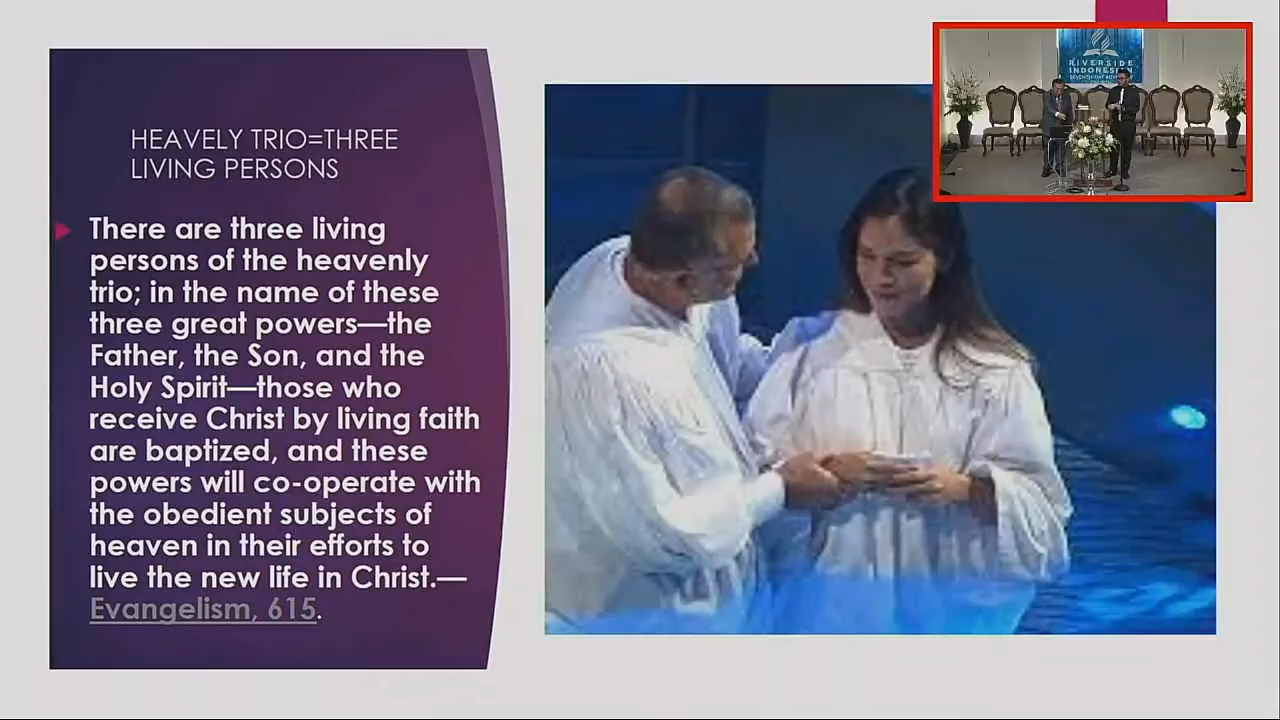 HEAVELY TRIO=THREE
LIVING PERSONS
There are three living
persons of the heavenly
trio; in the name of these
three great powers—the
Father, the Son, and the
Holy Spirit—those who
receive Christ by living faith
are baptized, and these
powers will co-operate with
the obedient subjects of
heaven in their efforts to
live the new life in Christ.—
Evangelism, 615.
RIVERSIDE
INDONESIAN